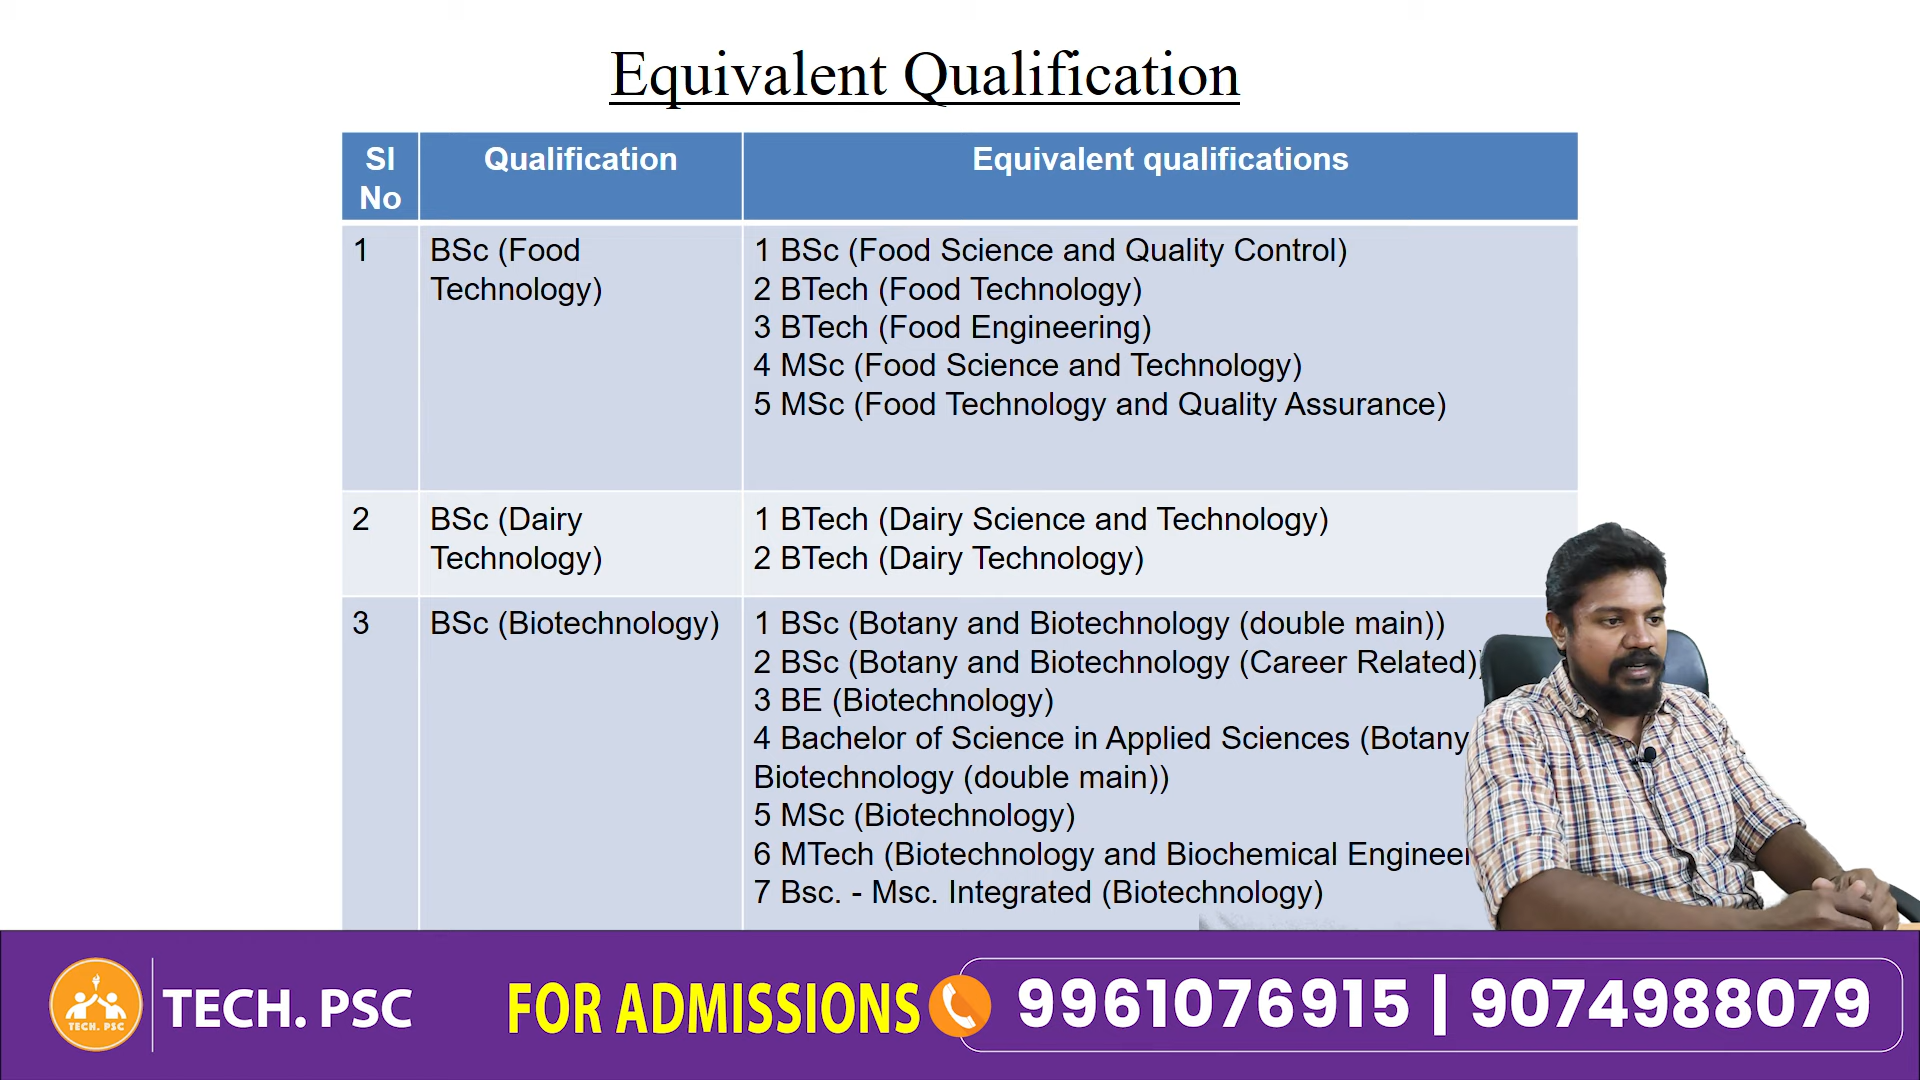 Equivalent Qualification
Sl No
Qualification
Equivalent qualifications
1
BSc (Food
Technology)
1 BSc (Food Science and Quality Control)
2 BTech (Food Technology)
3 BTech (Food Engineering)
4 MSc (Food Science and Technology)
5 MSc (Food Technology and Quality Assurance)
2
BSc (Dairy
Technology)
1 BTech (Dairy Science and Technology)
2 BTech (Dairy Technology)
3
BSc (Biotechnology)
1 BSc (Botany and Biotechnology (double main))
2 BSc (Botany and Biotechnology (Career Related)
3 BE (Biotechnology)
4 Bachelor of Science in Applied Sciences (Botany
Biotechnology (double main))
5 MSc (Biotechnology)
6 MTech (Biotechnology and Biochemical
7 Bsc. - Msc. Integrated (Biotechnology)
TECH. PSC
TECH. PSC
FOR ADMISSIONS
9961076915 | 9074988079